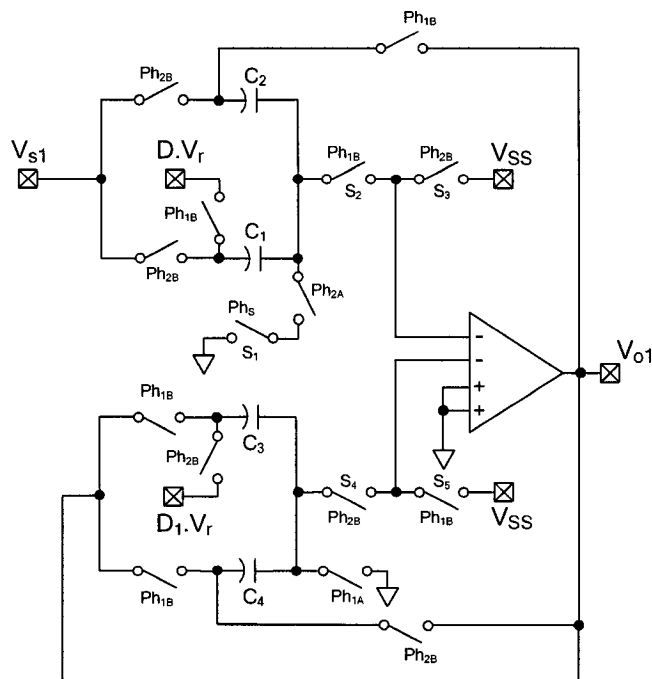 Ph1B
Ph2B
C2
Vs1
D.Vr
Ph1B
Ph2B
VSS
S2
S3
Ph1B
C1
Ph2B
Ph2A
PhS
S1
-
-
+
+
Vo1
Ph1B
C3
Ph2B
S4
S5
D1.Vr
Ph2B
Ph1B
VSS
Ph1B
C4
Ph1A
Ph2B